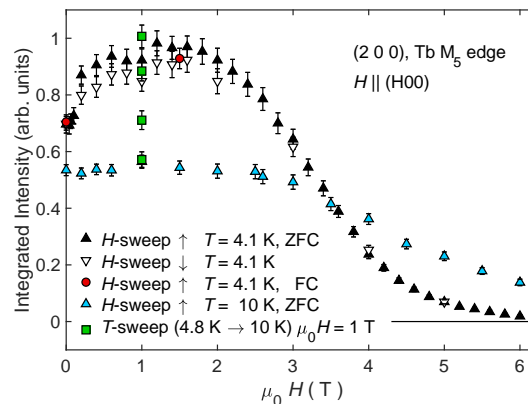 (2 0 0), Tb M5 edge
H || (H00)
Integrated Intensity (arb. units)
1
0.8
0.6
0.4
0.2
0
H-sweep ↑ T = 4.1 K, ZFC
H-sweep ↓ T = 4.1 K
H-sweep ↑ T = 4.1 K, FC
H-sweep ↑ T = 10 K, ZFC
T-sweep (4.8 K → 10 K) μ0H = 1 T
0 1 2 3 4 5 6
μ0 H ( T )